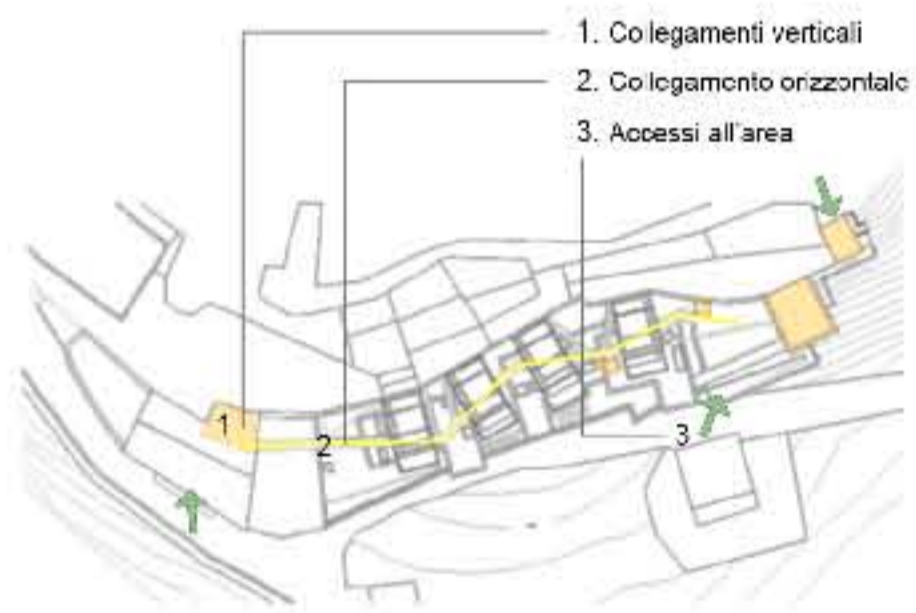 1. Collegamenti verticali
2. Collegamento orizzontale
3. Accessi all'area
1
2
3